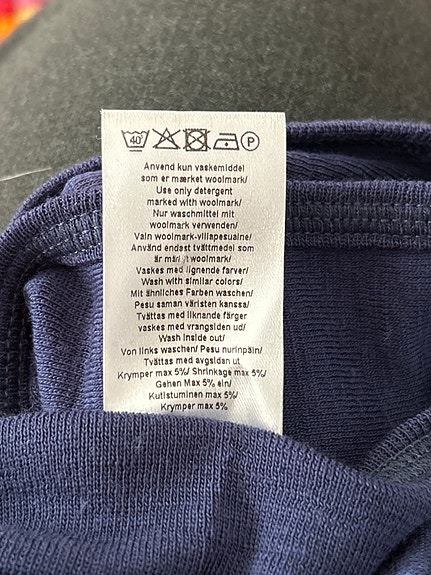 40 P
Anvend kun vaskemiddel
som er mærket woolmark/
Use only detergent
marked with woolmark/
Nur waschmittel mit
woolmark verwenden/
Vain woolmark-villapesuaine/
Använd endast tvättmedel som
är märkt woolmark/
Vaskes med lignende farver/
Wash with similar colors/
Mit ähnlichen Farben waschen/
Pesu saman väristen kanssa/
Tvättas med liknande färger
vaskes med vrangsiden ud/
Wash inside out/
Von links waschen/ Pesu nurinpäin/
Tvättas med avgsidan ut
Krymper max 5%/ Shrinkage max 5%/
Gehen Max 5% ein/
Kutistuminen max 5%/
Krymper max 5%